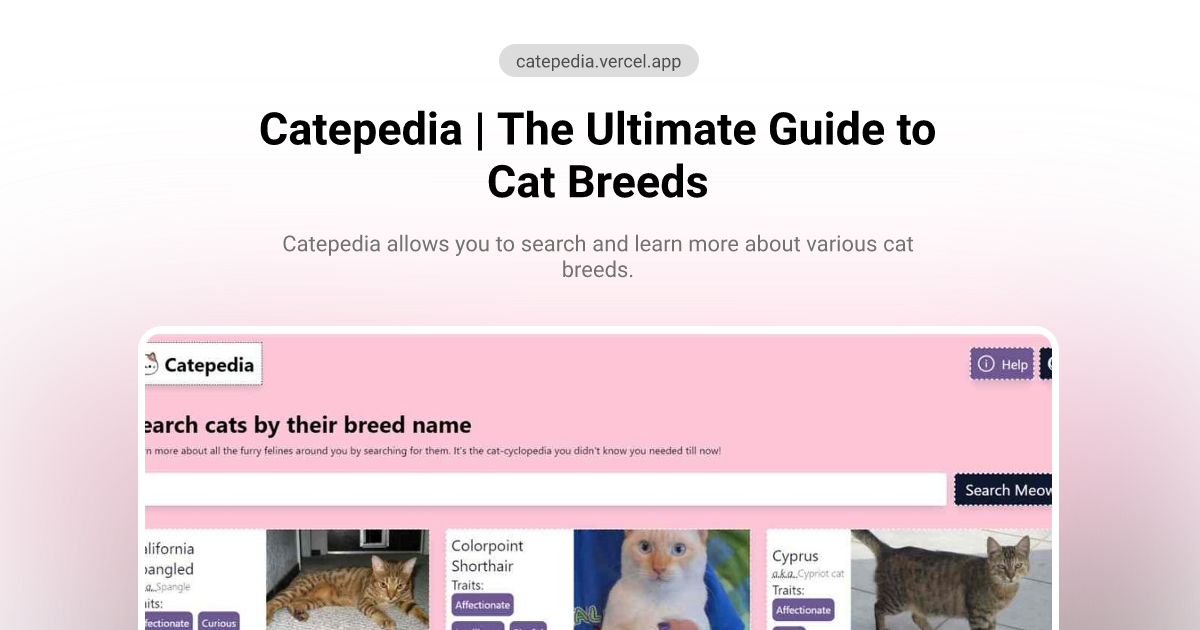 catepedia.vercel.app
Catepedia | The Ultimate Guide to
Cat Breeds
Catepedia allows you to search and learn more about various cat
breeds.
Catepedia
Help
earch cats by their breed name
n more about all the furry felines around you by searching for them. It's the cat-cyclopedia you didn't know you needed till now!
Search Meow
alifornia
pangled
a. Spangle
aits:
fectionate Curious
Colorpoint
Shorthair
Traits:
Affectionate
Cyprus
a.k.a. Cypriot cat
Traits:
Affectionate